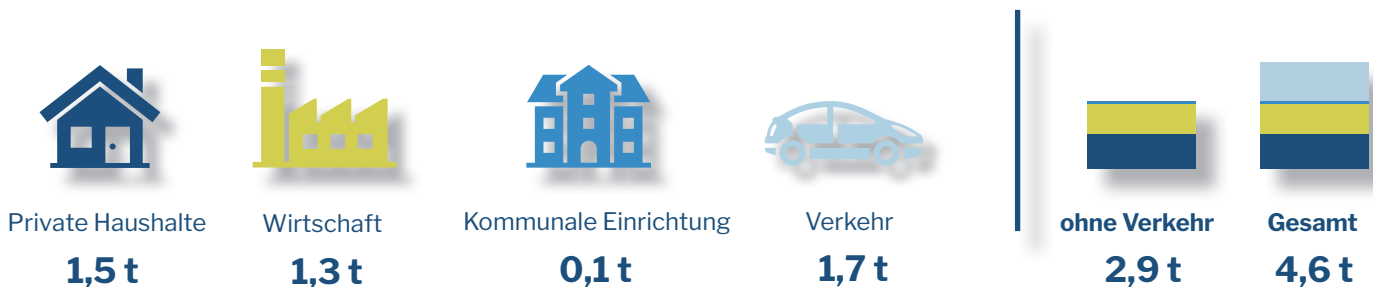 Private Haushalte
1,5 t
Wirtschaft
1,3 t
Kommunale Einrichtung
0,1 t
Verkehr
1,7 t
ohne Verkehr
2,9 t
Gesamt
4,6 t